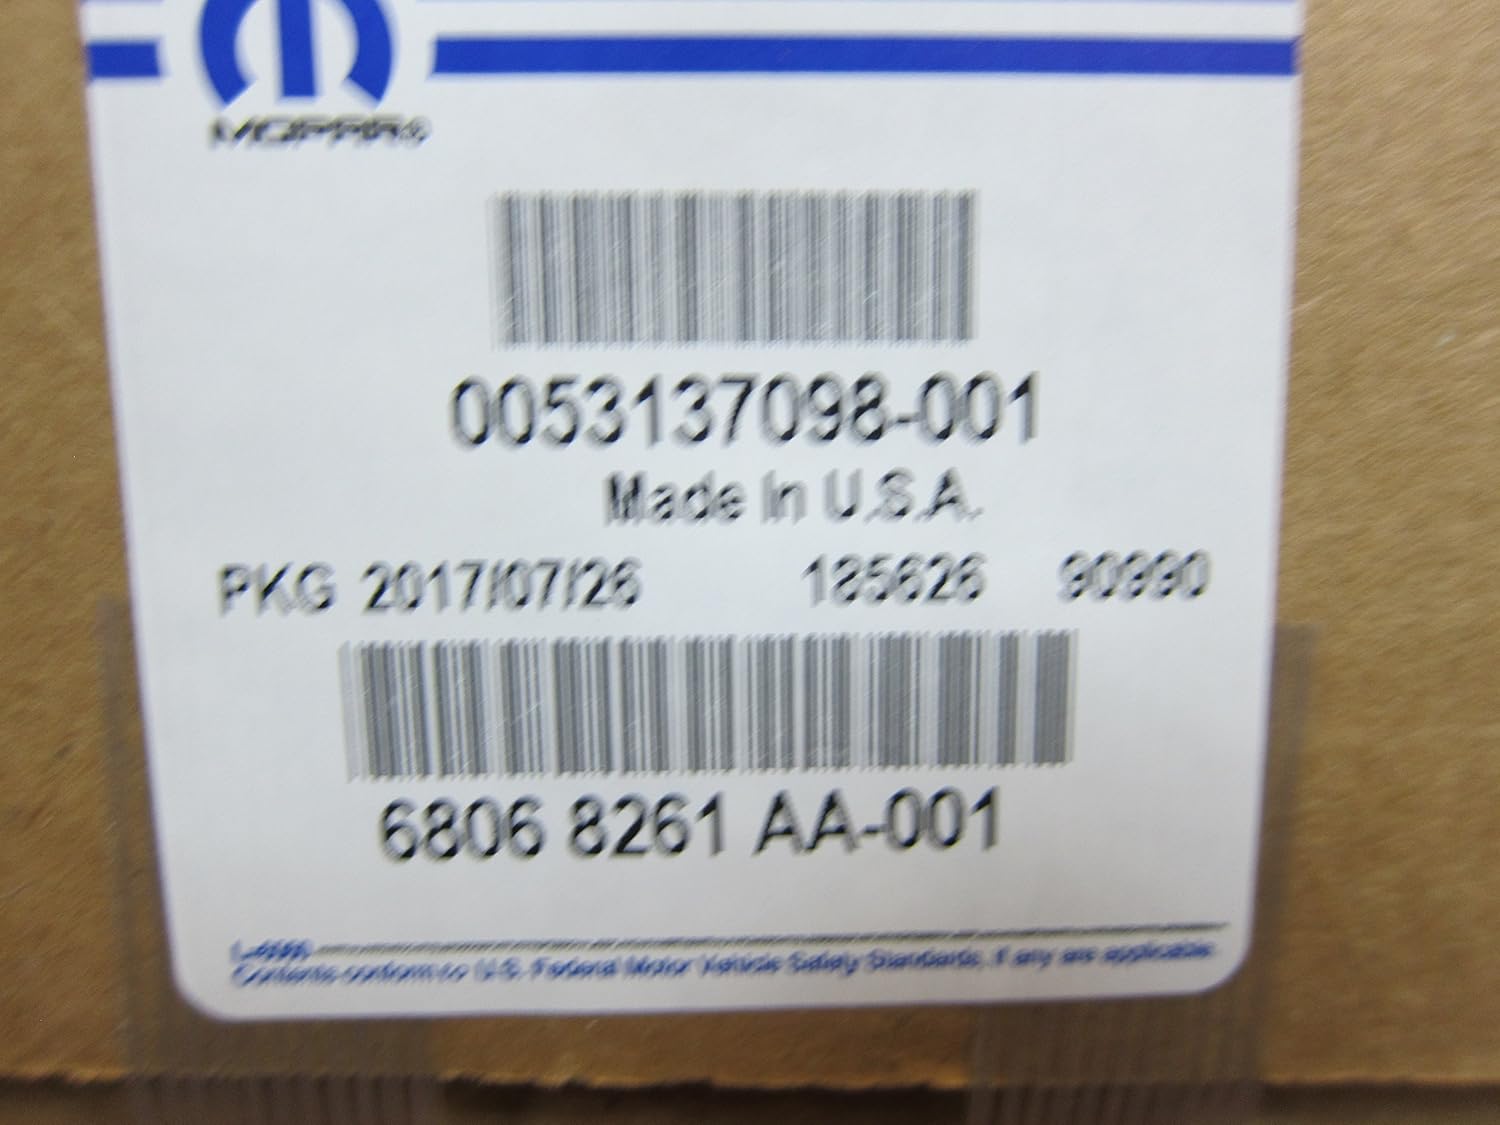 MOPAR®
0053137098-001
Made In U.S.A.
PKG 2017/07/26 185626 90990
6806 8261 AA-001
Contents conform to U.S. Federal Motor Vehicle Safety Standards, if any are applicable.